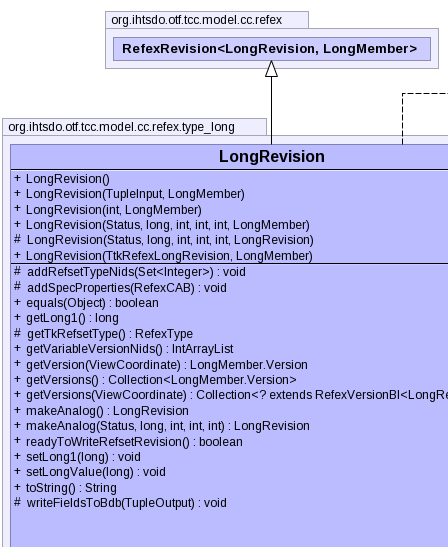 org.ihtsdo.otf.tcc.model.cc.refex
RefexRevision<LongRevision, LongMember>
org.ihtsdo.otf.tcc.model.cc.refex.type_long
LongRevision
+ LongRevision()
+ LongRevision(TupleInput, LongMember)
+ LongRevision(int, LongMember)
+ LongRevision(Status, long, int, int, int, LongMember)
# LongRevision(Status, long, int, int, int, LongRevision)
+ LongRevision(TtkRefexLongRevision, LongMember)
# addRefsetTypeNids(Set<Integer>) : void
# addSpecProperties(RefexCAB) : void
+ equals(Object) : boolean
+ getLong1() : long
# getTkRefsetType() : RefexType
+ getVariableVersionNids() : IntArrayList
+ getVersion(ViewCoordinate) : LongMember.Version
+ getVersions() : Collection<LongMember.Version>
+ getVersions(ViewCoordinate) : Collection<? extends RefexVersionBI<LongRe
+ makeAnalog() : LongRevision
+ makeAnalog(Status, long, int, int, int) : LongRevision
+ readyToWriteRefsetRevision() : boolean
+ setLong1(long) : void
+ setLongValue(long) : void
+ toString() : String
# writeFieldsToBdb(TupleOutput) : void